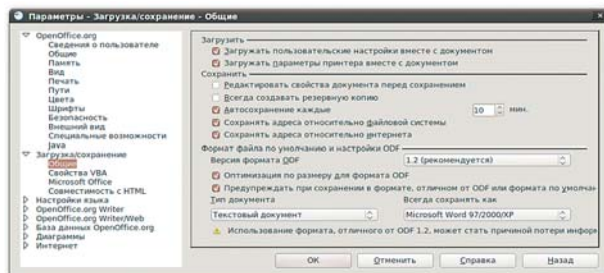 Параметры - Загрузка/сохранение - Общие
OpenOffice.org
Сведения о пользователе
Общие
Память
Вид
Печать
Пути
Цвета
Шрифты
Безопасность
Внешний вид
Специальные возможности
Java
Загрузка/сохранение
Общие
Свойства VBA
Microsoft Office
Совместимость с HTML
Настройки языка
OpenOffice.org Writer
OpenOffice.org Writer/Web
База данных OpenOffice.org
Диаграммы
Интернет
Загрузить
Загружать пользовательские настройки вместе с документом
Загружать параметры принтера вместе с документом
Сохранить
Редактировать свойства документа перед сохранением
Всегда создавать резервную копию
Автосохранение каждые 10 мин.
Сохранять адреса относительно файловой системы
Сохранять адреса относительно интернета
Формат файла по умолчанию и настройки ODF
Версия формата ODF 1.2 (рекомендуется)
Оптимизация по размеру для формата ODF
Предупреждать при сохранении в формате, отличном от ODF или формата по умолчан
Тип документа Всегда сохранять как
Текстовый документ Microsoft Word 97/2000/XP
Использование формата, отличного от ODF 1.2, может стать причиной потери инфор
OK Отменить Справка Назад